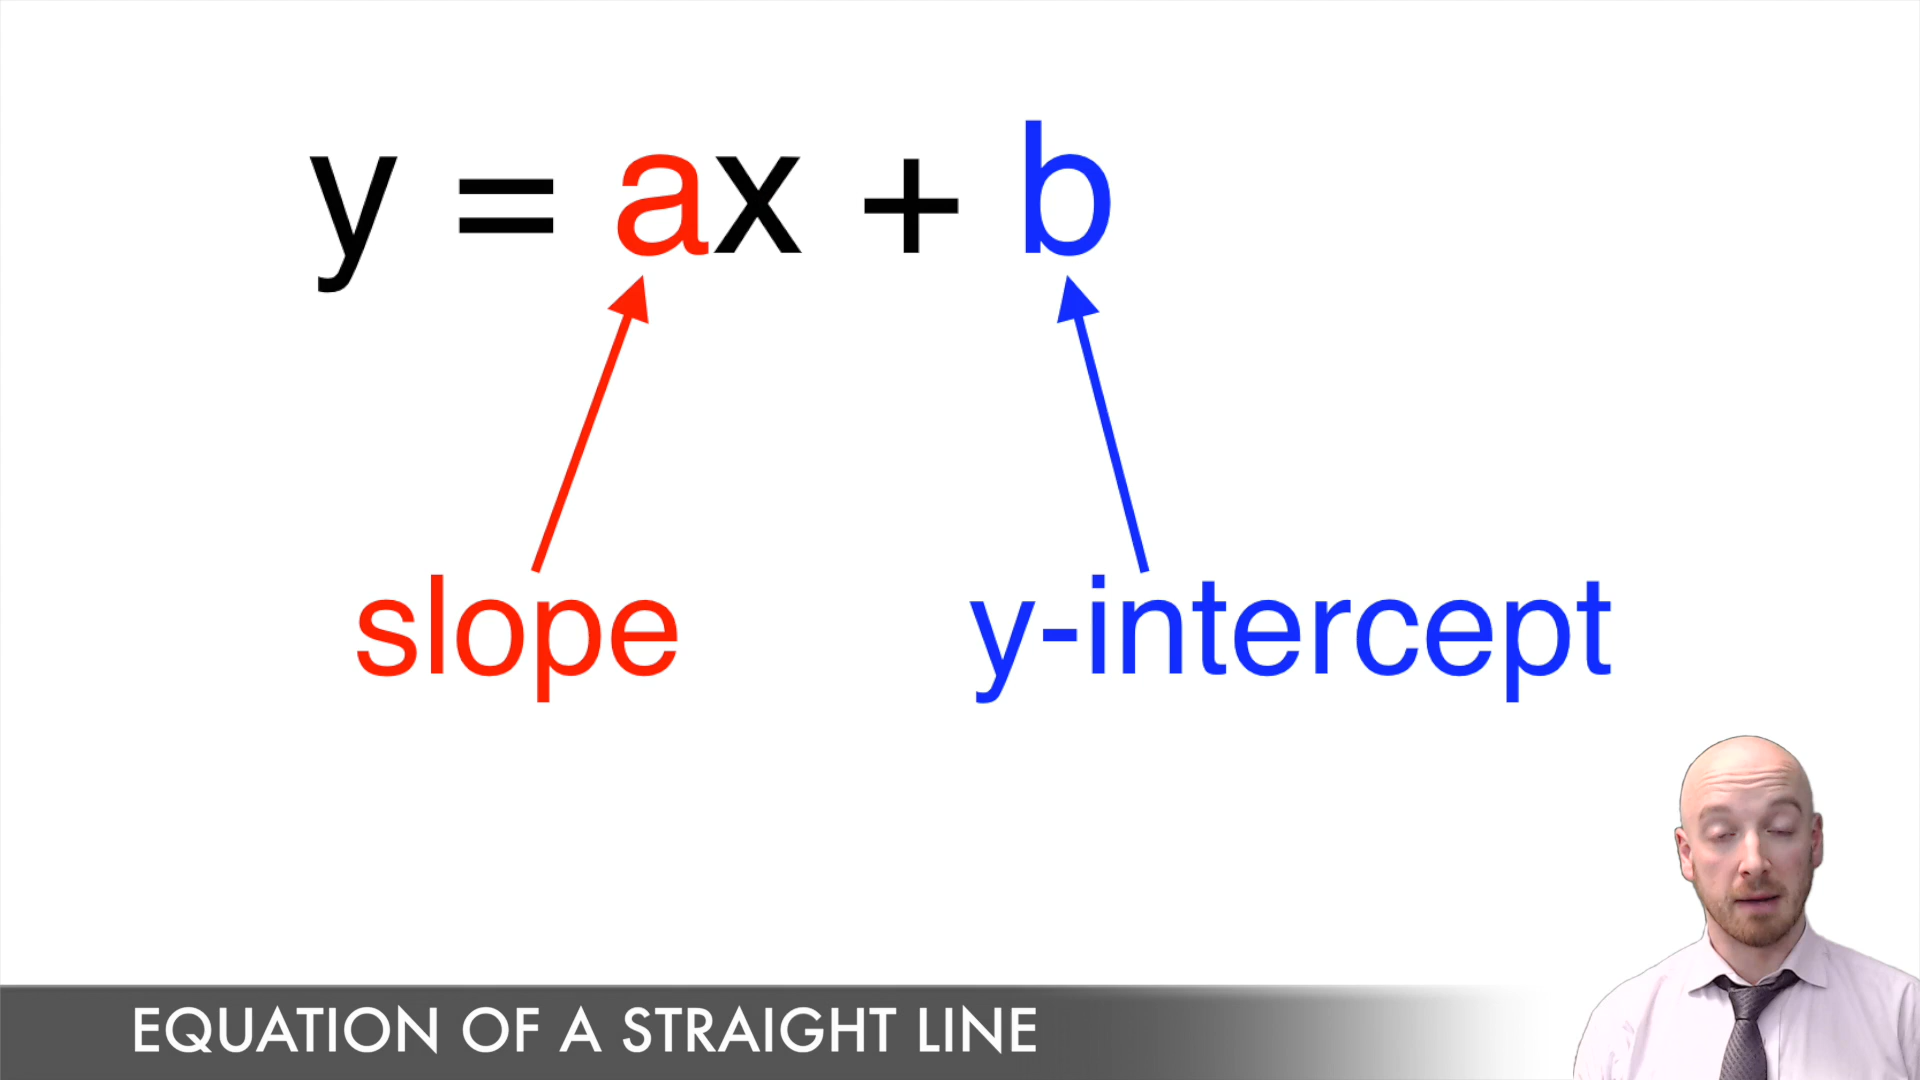 y = ax + b
slope y-intercept
EQUATION OF A STRAIGHT LINE